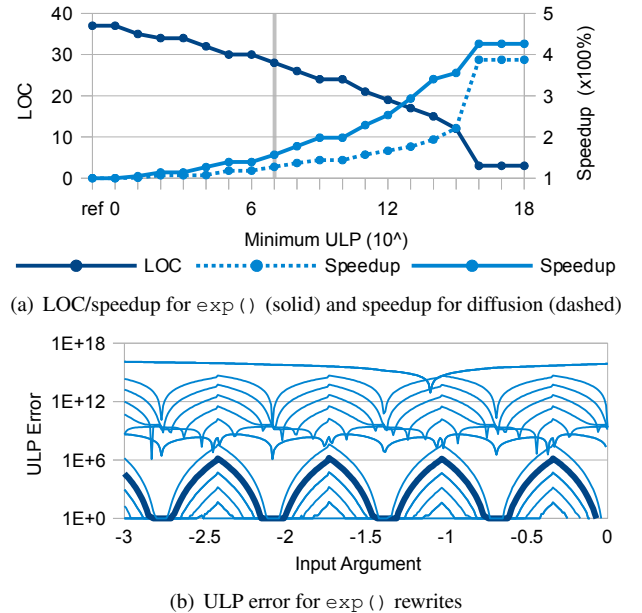 40
30
20
10
0
LOC
5
4
3
2
1
Speedup (x100%)
ref 0 6 12 18
Minimum ULP (10^)
LOC Speedup Speedup
(a) LOC/speedup for exp() (solid) and speedup for diffusion (dashed)
1E+18
1E+12
1E+6
1E+0
ULP Error
-3 -2.5 -2 -1.5 -1 -0.5 0
Input Argument
(b) ULP error for exp() rewrites